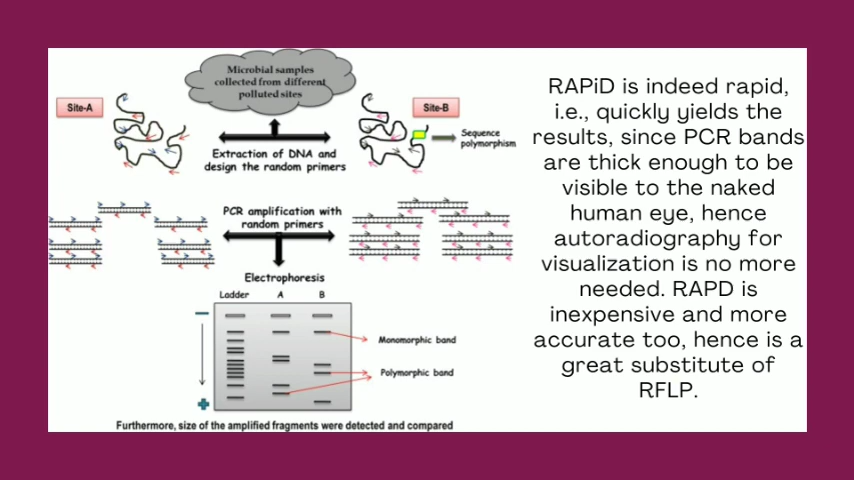 Microbial samples
collected from different
polluted sites
Site-A
Site-B
Sequence
polymorphism
Extraction of DNA and
design the random primers
PCR amplification with
random primers
Electrophoresis
Ladder A B
Monomorphic band
Polymorphic band
Furthermore, size of the amplified fragments were detected and compared
RAPiD is indeed rapid,
i.e., quickly yields the
results, since PCR bands
are thick enough to be
visible to the naked
human eye, hence
autoradiography for
visualization is no more
needed. RAPD is
inexpensive and more
accurate too, hence is a
great substitute of
RFLP.